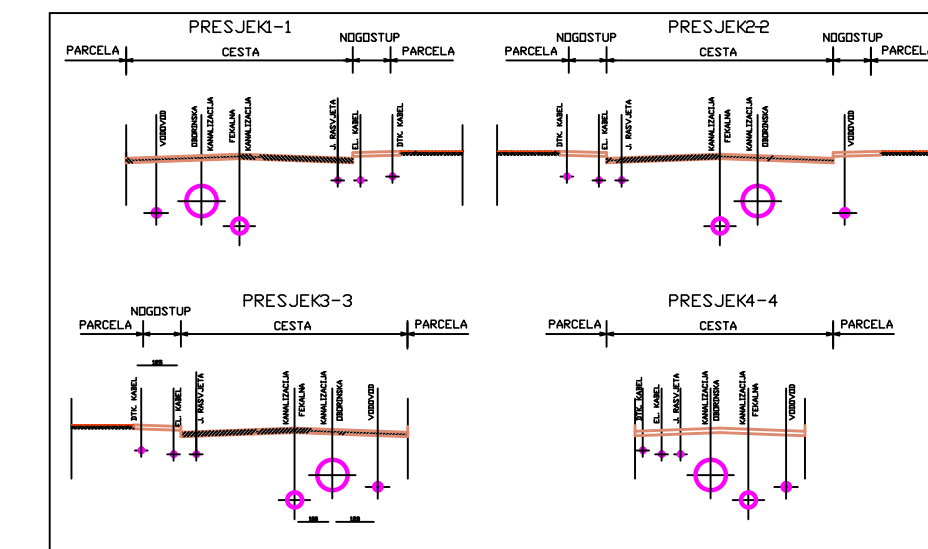 PRESJEK1-1
NOGOSTUP
PARCELA
CESTA
PARCELA
VODOVOD
OBORINSKA
KANALIZACIJA
FEKALNA
KANALIZACIJA
J. RASVJETA
EL. KABEL
DTK. KABEL
PRESJEK2-2
NOGOSTUP
NOGOSTUP
PARCELA
CESTA
PARCELA
DTK. KABEL
EL. KABEL
J. RASVJETA
KANALIZACIJA
FEKALNA
KANALIZACIJA
OBORINSKA
VODOVOD
PRESJEK3-3
NOGOSTUP
PARCELA
CESTA
PARCELA
DTK. KABEL
EL. KABEL
J. RASVJETA
KANALIZACIJA
FEKALNA
KANALIZACIJA
OBORINSKA
VODOVOD
PRESJEK4-4
PARCELA
CESTA
PARCELA
DTK. KABEL
EL. KABEL
J. RASVJETA
KANALIZACIJA
OBORINSKA
KANALIZACIJA
FEKALNA
VODOVOD